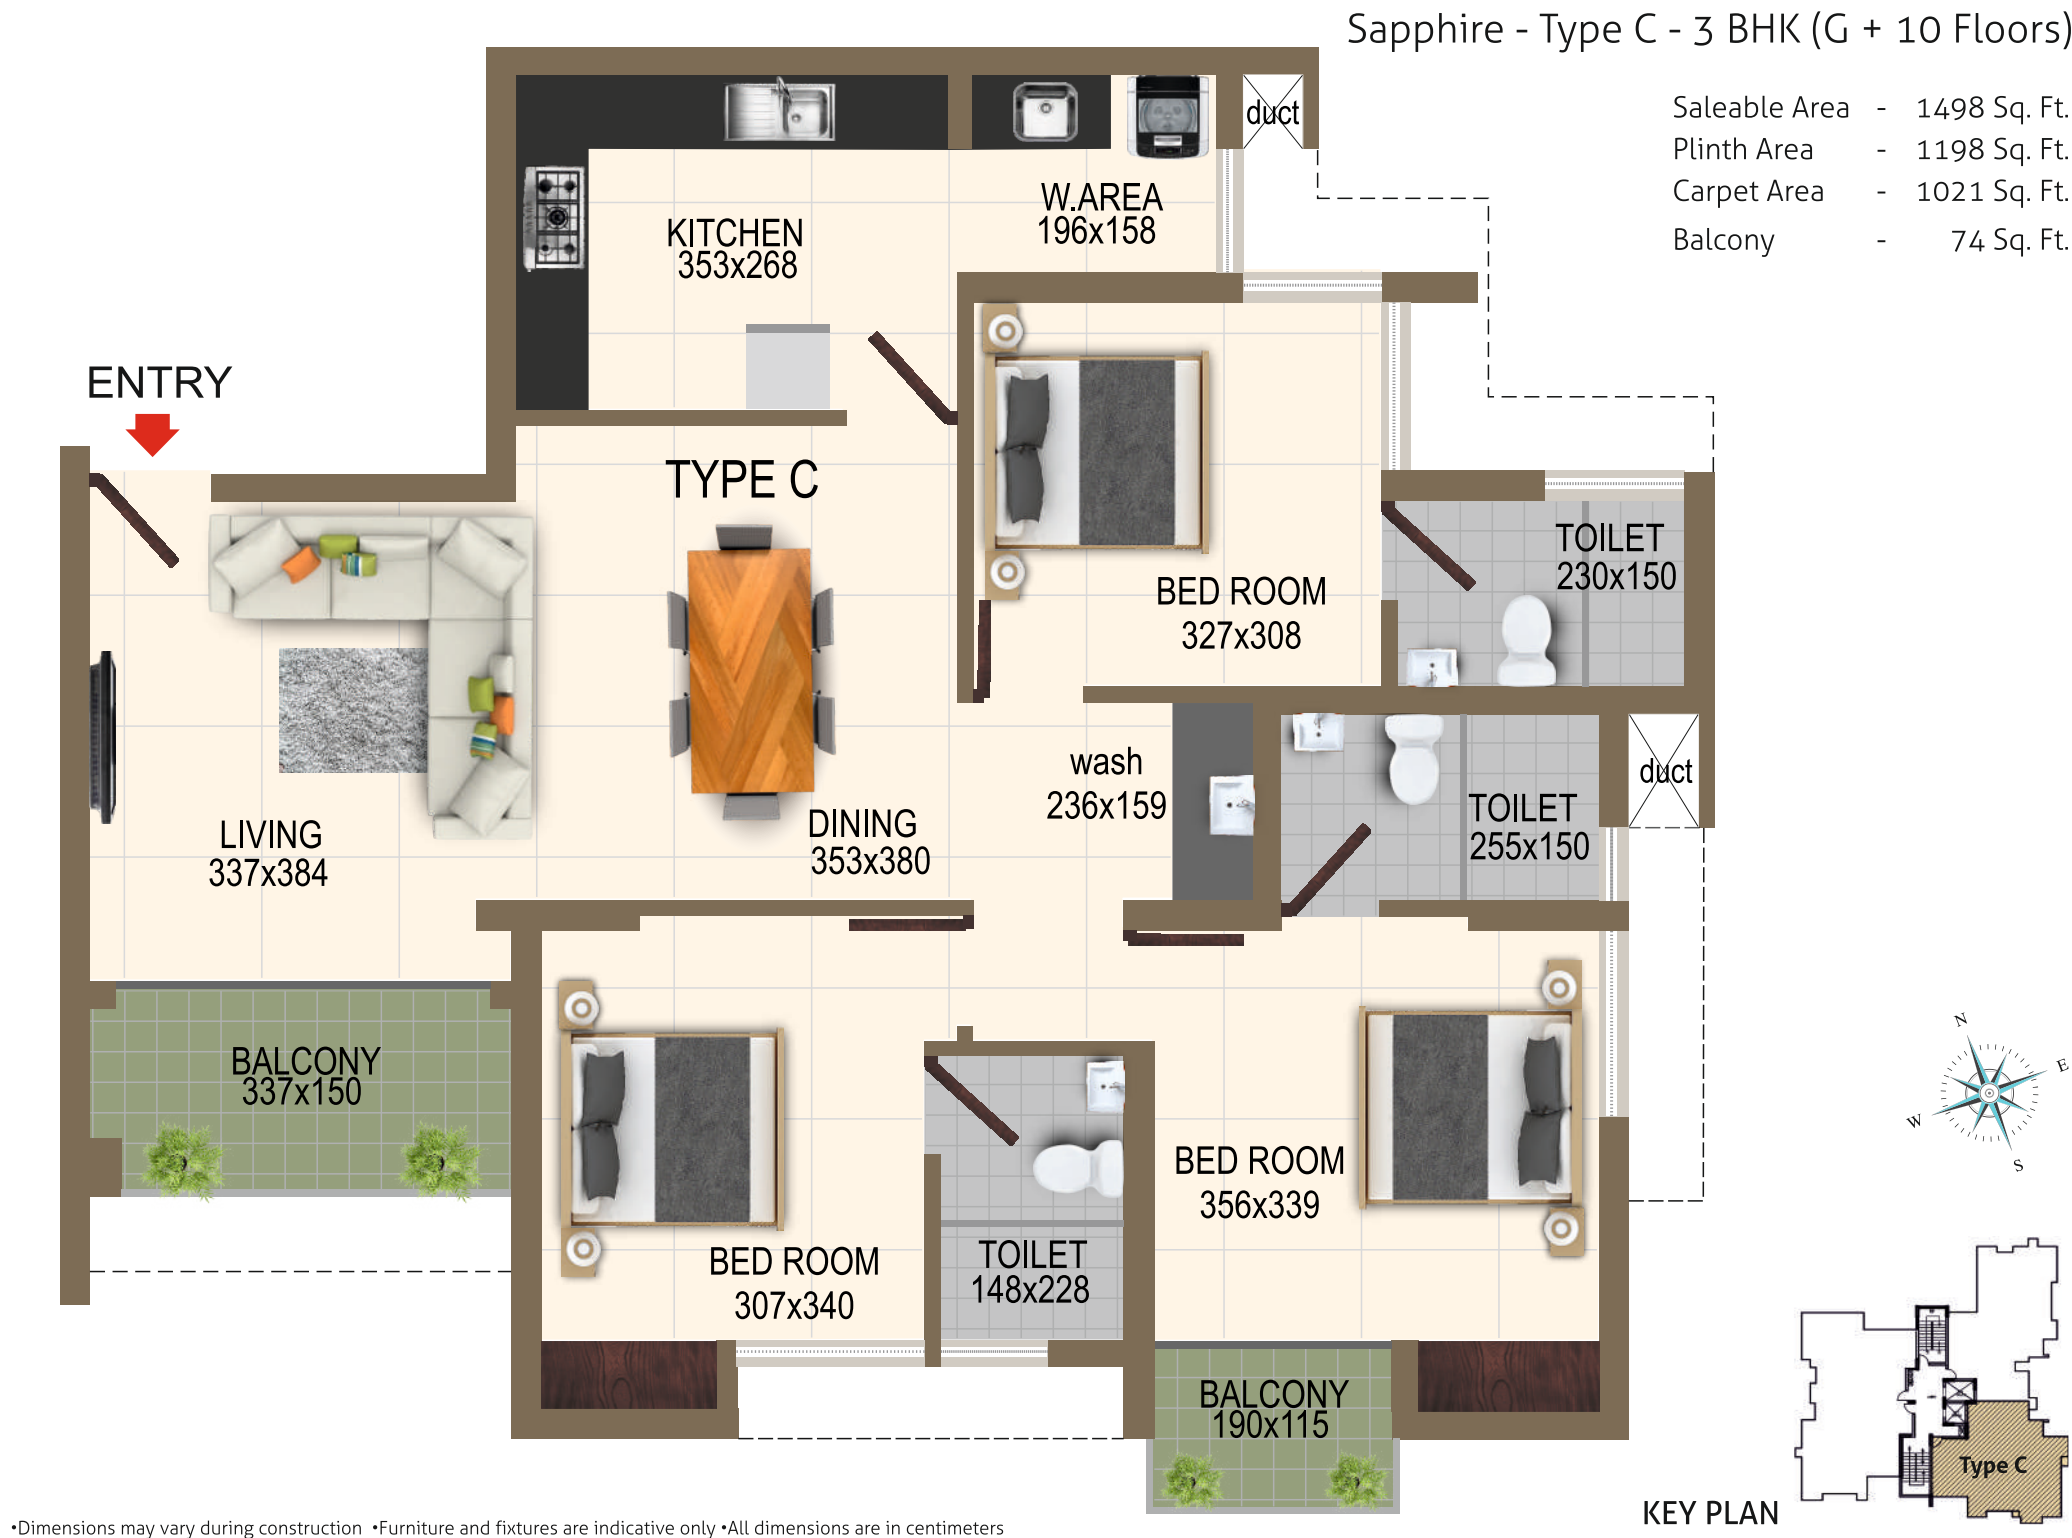 Sapphire - Type C - 3 BHK (G + 10 Floors)
Saleable Area - 1498 Sq. Ft.
Plinth Area - 1198 Sq. Ft.
Carpet Area - 1021 Sq. Ft.
Balcony - 74 Sq. Ft.
duct
W.AREA
196x158
KITCHEN
353x268
ENTRY
TYPE C
TOILET
230x150
BED ROOM
327x308
wash
236x159
duct
TOILET
255x150
DINING
353x380
LIVING
337x384
BALCONY
337x150
N
E
W
S
BED ROOM
356x339
BED ROOM
307x340
TOILET
148x228
BALCONY
190x115
Type C
KEY PLAN
•Dimensions may vary during construction •Furniture and fixtures are indicative only •All dimensions are in centimeters